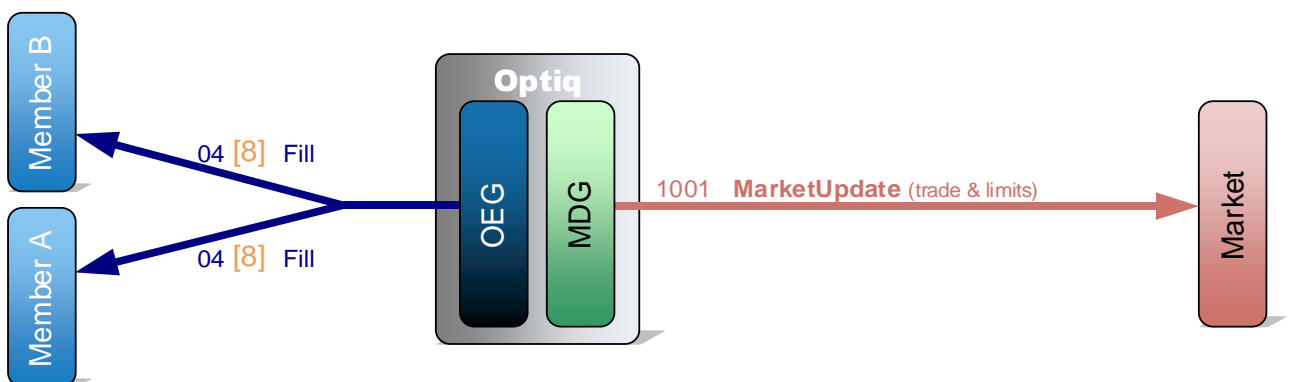 Member B
Optiq
04 [8] Fill
OEG
MDG
1001 MarketUpdate (trade & limits)
Market
Member A
04 [8] Fill